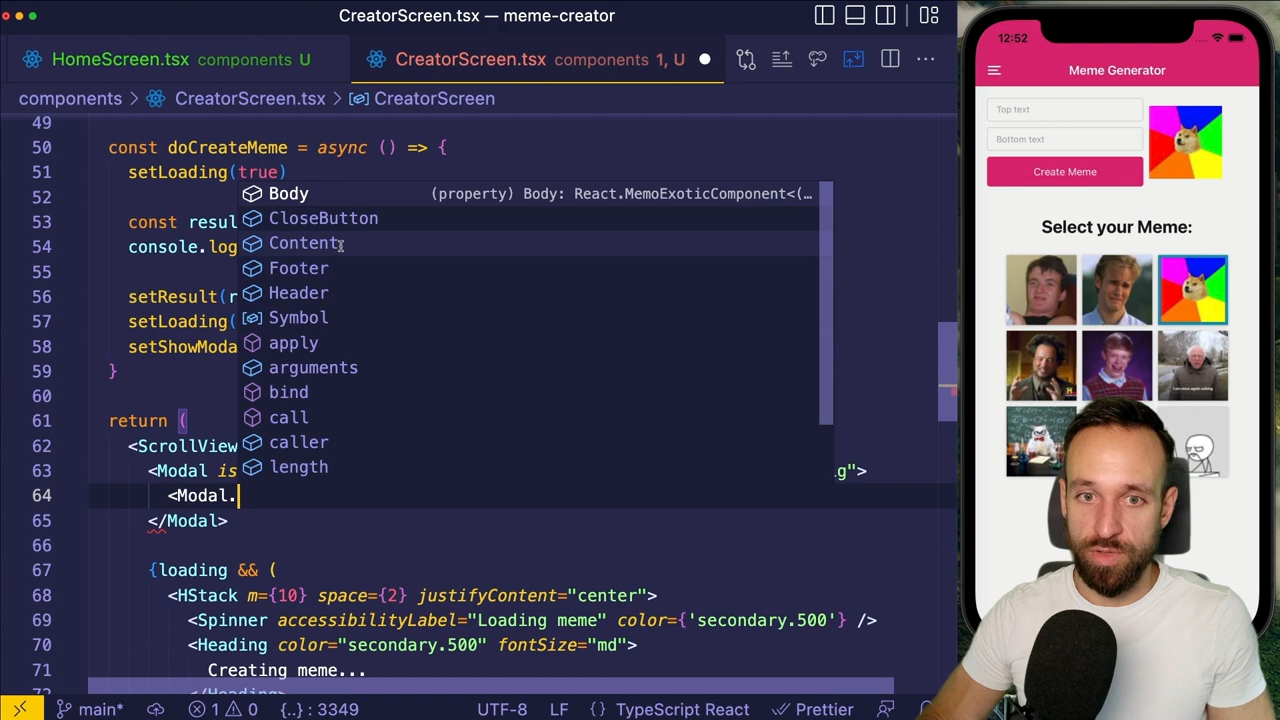 CreatorScreen.tsx — meme-creator
HomeScreen.tsx components U
CreatorScreen.tsx components 1, U
components > CreatorScreen.tsx > CreatorScreen
49
50 const doCreateMeme = async () => {
51 setLoading(true)
52
53 const resul
54 console.log
55
56 setResult(r
57 setLoading(
58 setShowModa
59 }
60
61 return (
62 <ScrollView
63 <Modal is g">
64 <Modal.
65 </Modal>
66
67 {loading && (
68 <HStack m={10} space={2} justifyContent="center">
69 <Spinner accessibilityLabel="Loading meme" color={'secondary.500'} />
70 <Heading color="secondary.500" fontSize="md">
71 Creating meme...
72 </Heading>
Body (property) Body: React.MemoExoticComponent<(…
CloseButton
Content
Footer
Header
Symbol
apply
arguments
bind
call
caller
length
main* 1 0 {..} 349 UTF-8 LF {} TypeScript React Prettier
12:52
Meme Generator
Top text
Bottom text
Create Meme
Select your Meme: